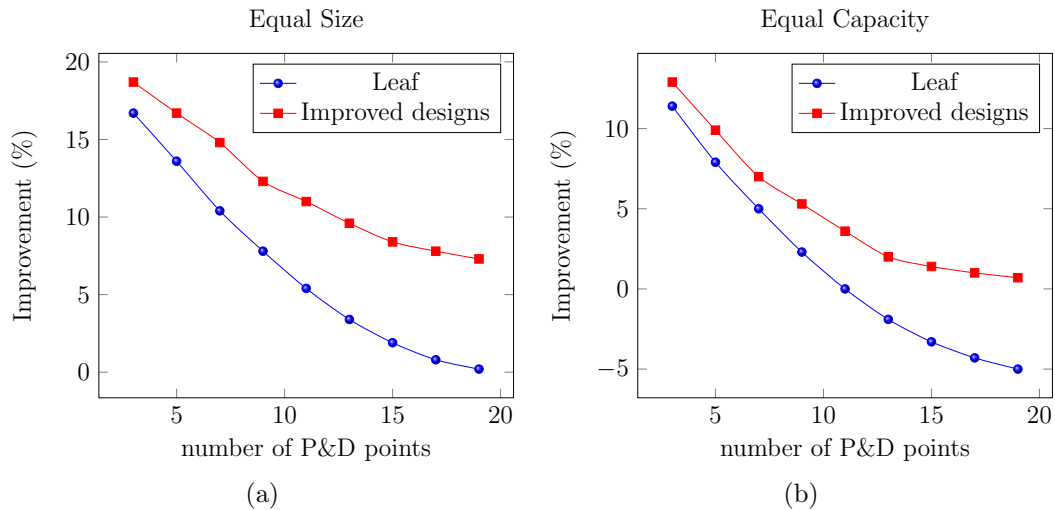 Equal Size
20
15
10
5
0
Improvement (%)
Leaf
Improved designs
5
10
15
20
number of P&D points
(a)
Equal Capacity
10
5
0
−5
Improvement (%)
Leaf
Improved designs
5
10
15
20
number of P&D points
(b)